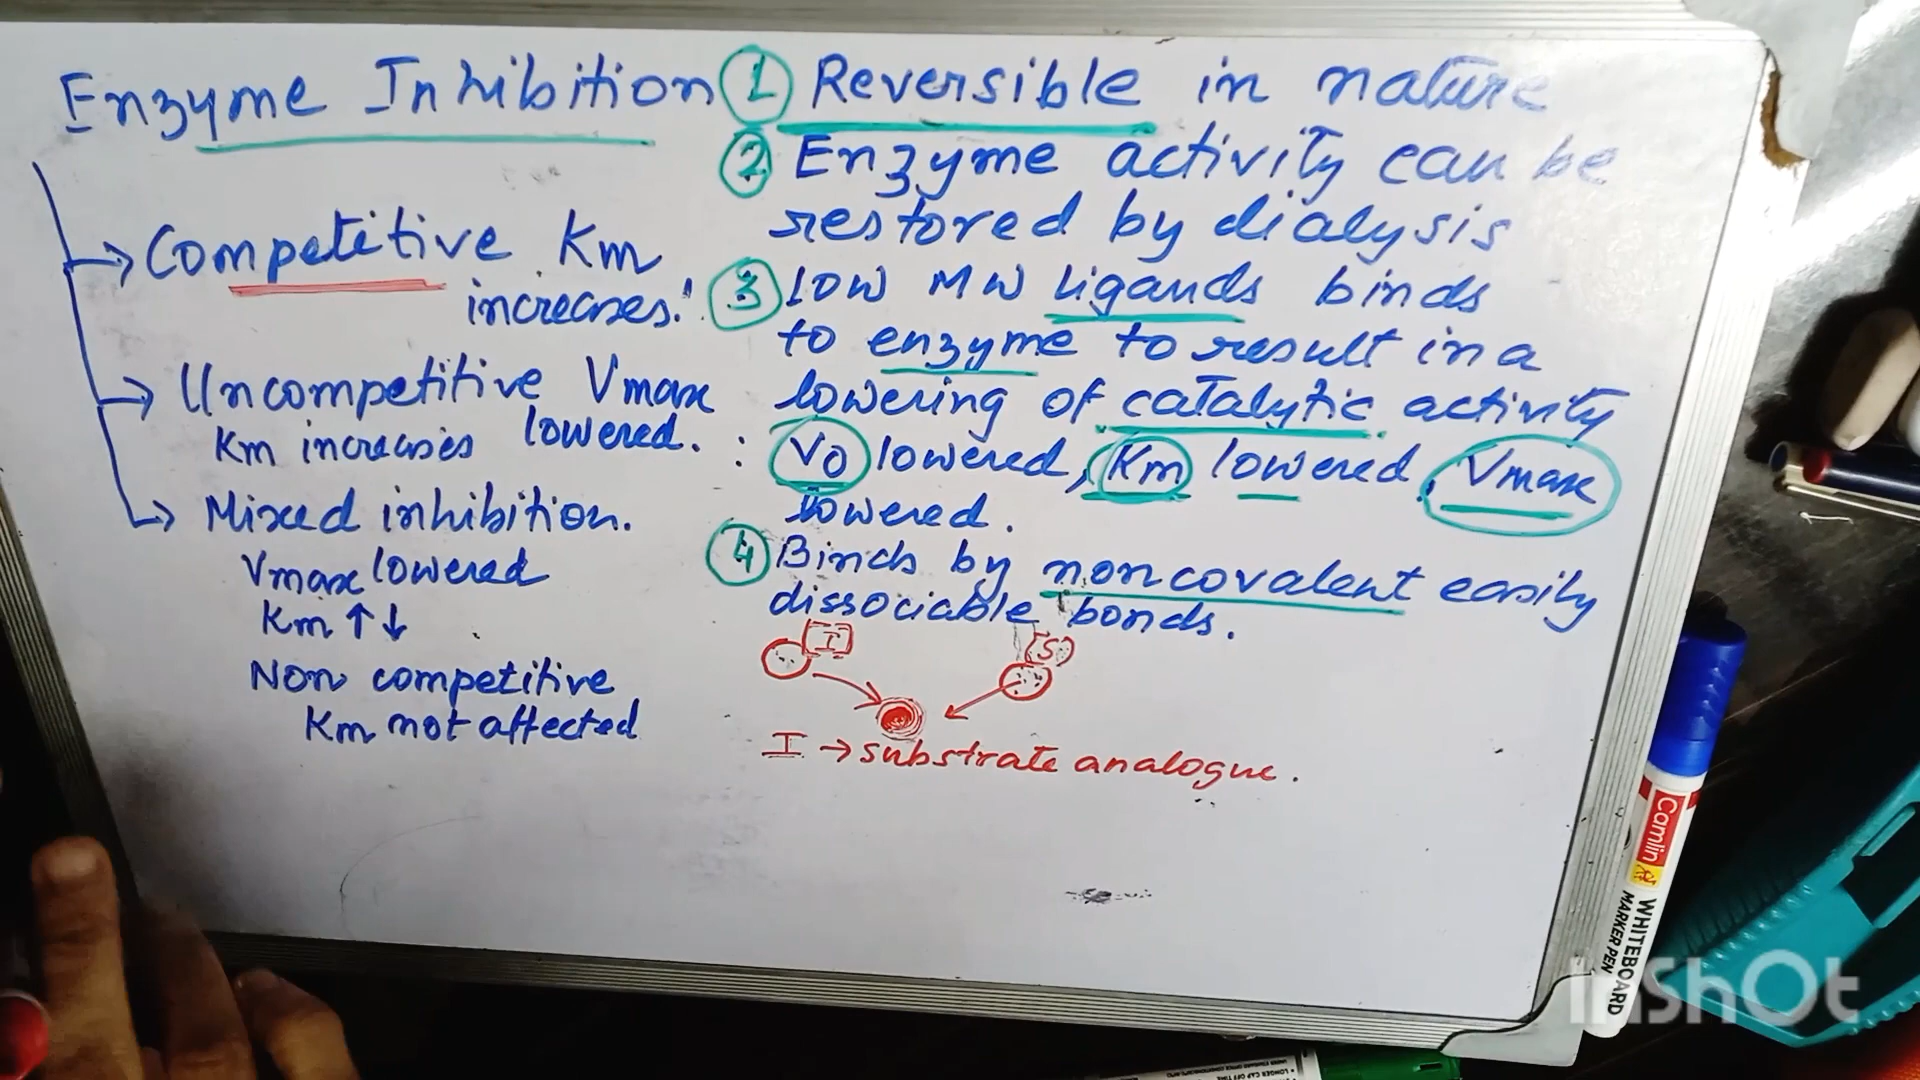 Enzyme Inhibition
→ Competitive Km
increases.
→ Uncompetitive Vmax
Km increases lowered.
→ Mixed inhibition.
Vmax lowered
Km ↑↓
Non competitive
Km not affected
1 Reversible in nature
2 Enzyme activity can be
restored by dialysis
3 Low MW ligands binds
to enzyme to result in a
lowering of catalytic activity
: Vo lowered, Km lowered, Vmax
lowered.
4 Binds by noncovalent easily
dissociable bonds.
I
(S)
I → substrate analogue.
Camlin
WHITEBOARD
MARKER PEN
InShOt